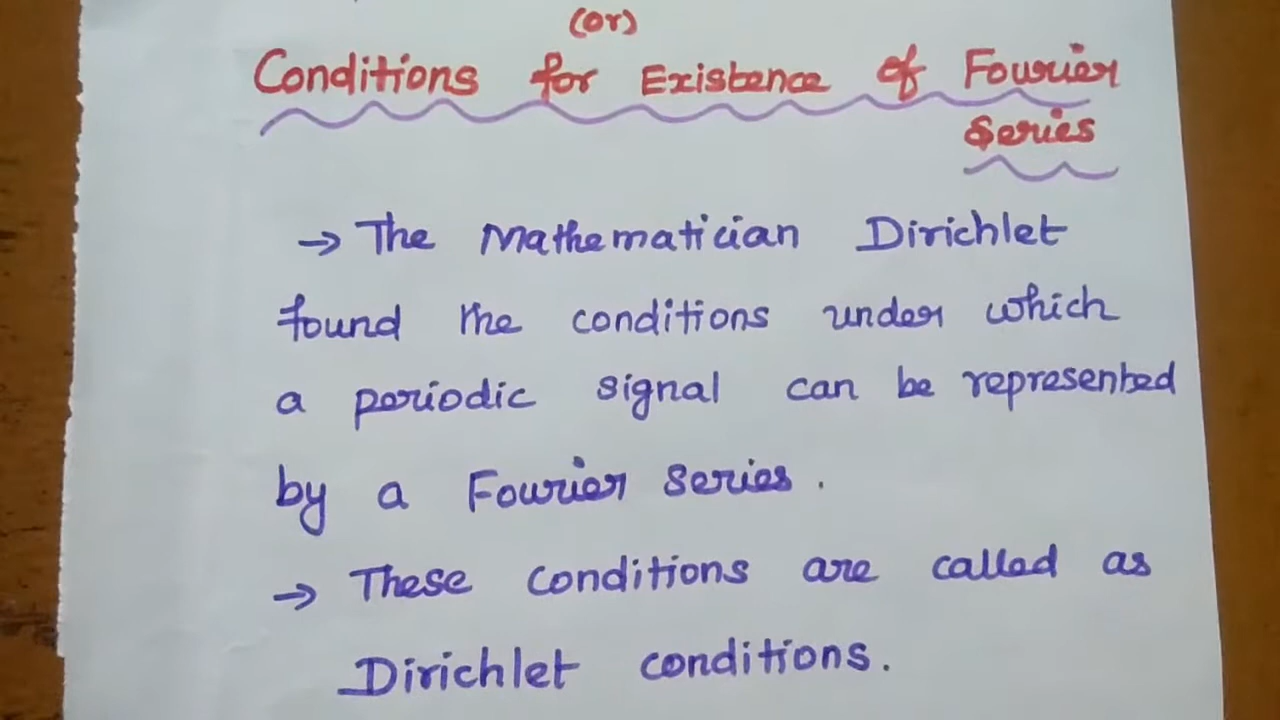 (or)
Conditions for Existence of Fourier
Series
→ The Mathematician Dirichlet
found the conditions under which
a periodic signal can be represented
by a Fourier Series.
→ These conditions are called as
Dirichlet conditions.